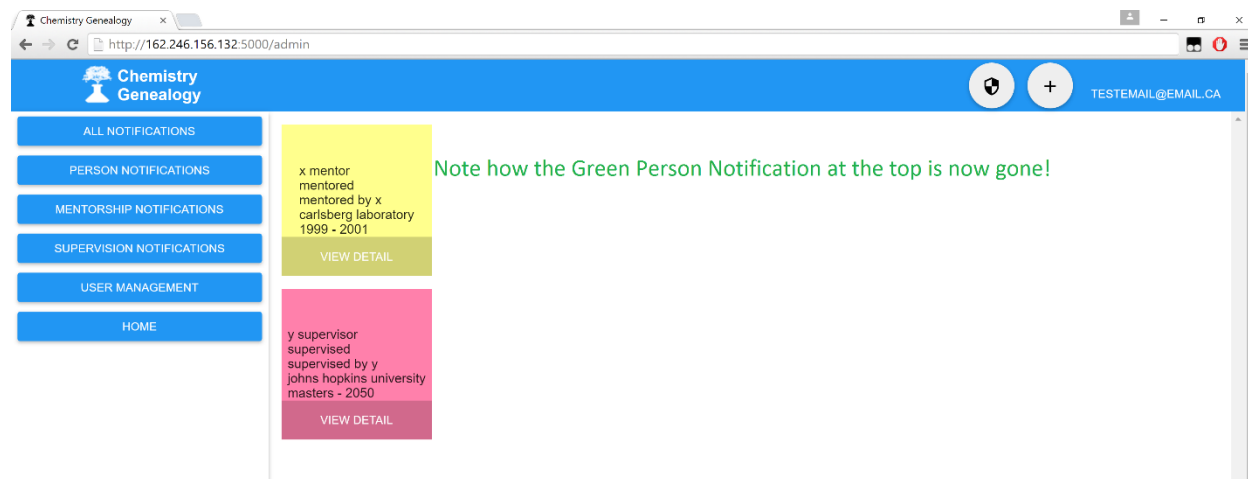 Chemistry Genealogy
http://162.246.156.132:5000/admin
Chemistry
Genealogy
TESTEMAIL@EMAIL.CA
ALL NOTIFICATIONS
PERSON NOTIFICATIONS
MENTORSHIP NOTIFICATIONS
SUPERVISION NOTIFICATIONS
USER MANAGEMENT
HOME
x mentor
mentored
mentored by x
carlsberg laboratory
1999 - 2001
VIEW DETAIL
Note how the Green Person Notification at the top is now gone!
y supervisor
supervised
supervised by y
johns hopkins university
masters - 2050
VIEW DETAIL